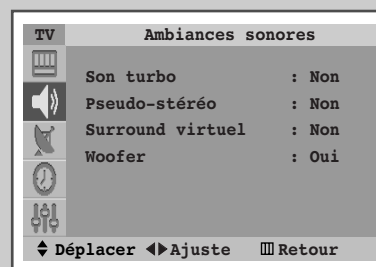 TV Ambiances sonores
Son turbo : Non
Pseudo-stéréo : Non
Surround virtuel : Non
Woofer : Oui
Déplacer Ajuste Retour